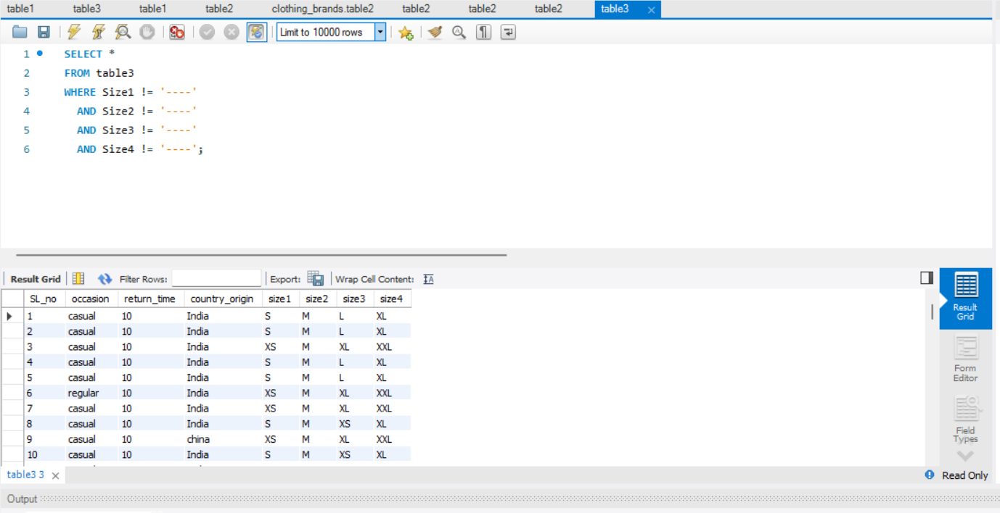 table1 table3 table1 table2 clothing_brands.table2 table2 table2 table2 table3
Limit to 10000 rows
1 SELECT *
2 FROM table3
3 WHERE Size1 != '----'
4 AND Size2 != '----'
5 AND Size3 != '----'
6 AND Size4 != '----';
Result Grid Filter Rows: Export: Wrap Cell Content: IA
SL_no occasion return_time country_origin size1 size2 size3 size4
1 casual 10 India S M L XL
2 casual 10 India S M L XL
3 casual 10 India XS M XL XXL
4 casual 10 India S M L XL
5 casual 10 India S M L XL
6 regular 10 India XS M XL XXL
7 casual 10 India XS M XL XXL
8 casual 10 India S M XS XL
9 casual 10 china XS M XL XXL
10 casual 10 India S M XS XL
Result
Grid
Form
Editor
Field
Types
table3 3
Read Only
Output